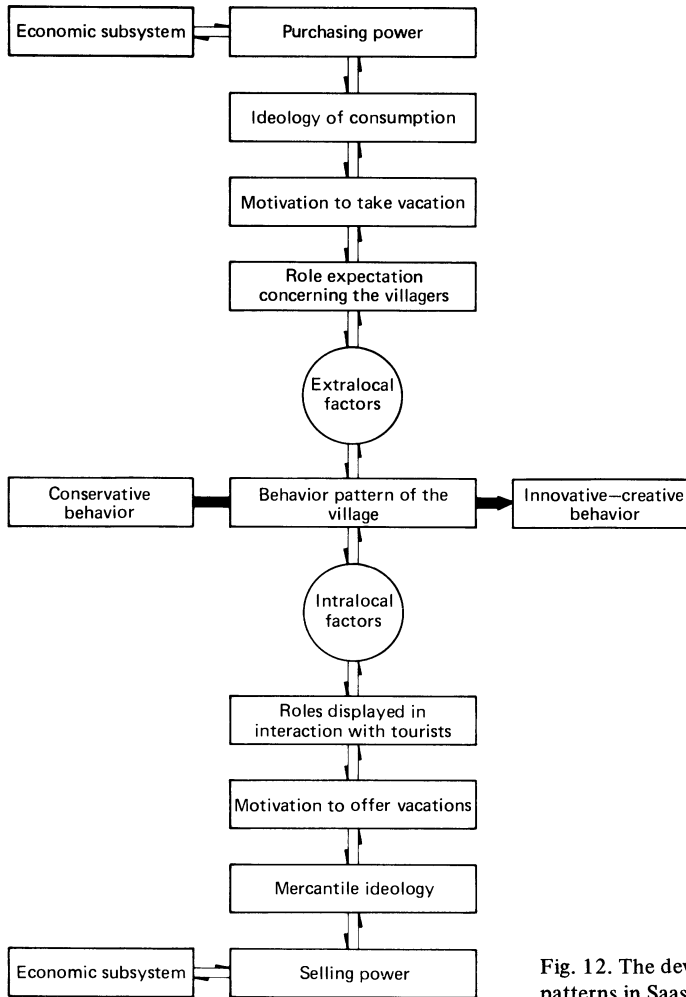 Economic subsystem
Purchasing power
Ideology of consumption
Motivation to take vacation
Role expectation
concerning the villagers
Extralocal
factors
Conservative
behavior
Behavior pattern of the
village
Innovative—creative
behavior
Intralocal
factors
Roles displayed in
interaction with tourists
Motivation to offer vacations
Mercantile ideology
Economic subsystem
Selling power
Fig. 12. The
patterns in